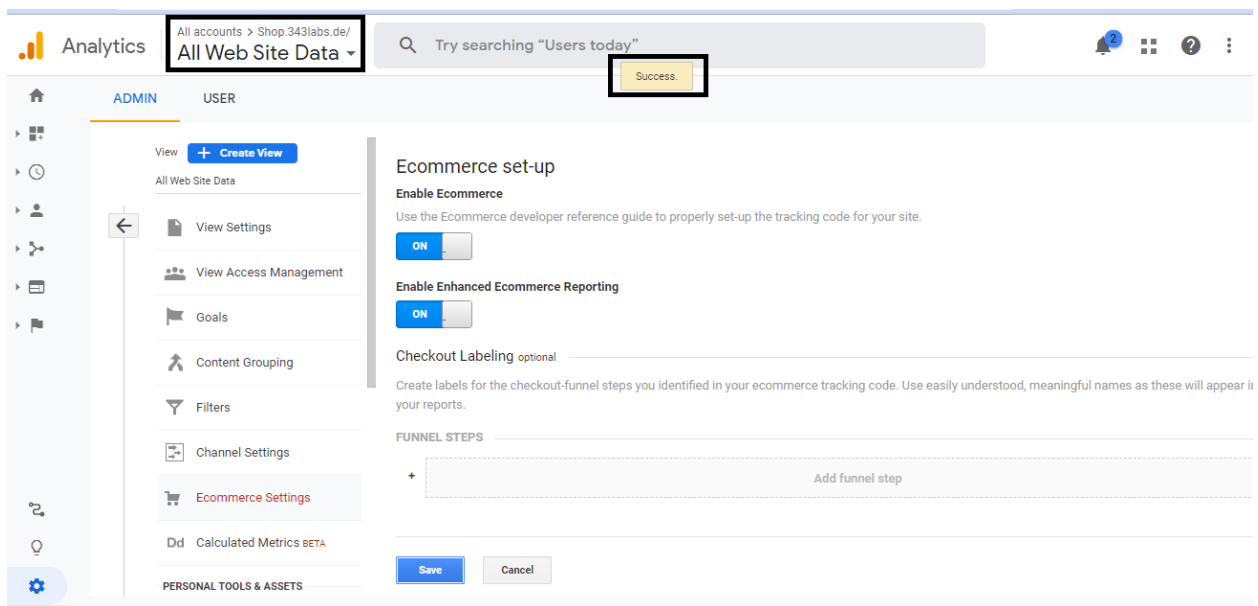 Analytics
All accounts > Shop.343labs.de/
All Web Site Data
Try searching “Users today”
2
Success.
ADMIN
USER
View
+ Create View
All Web Site Data
View Settings
View Access Management
Goals
Content Grouping
Filters
Channel Settings
Ecommerce Settings
Dd Calculated Metrics BETA
PERSONAL TOOLS & ASSETS
Ecommerce set-up
Enable Ecommerce
Use the Ecommerce developer reference guide to properly set-up the tracking code for your site.
ON
Enable Enhanced Ecommerce Reporting
ON
Checkout Labeling optional
Create labels for the checkout-funnel steps you identified in your ecommerce tracking code. Use easily understood, meaningful names as these will appear in
your reports.
FUNNEL STEPS
+ Add funnel step
Save
Cancel